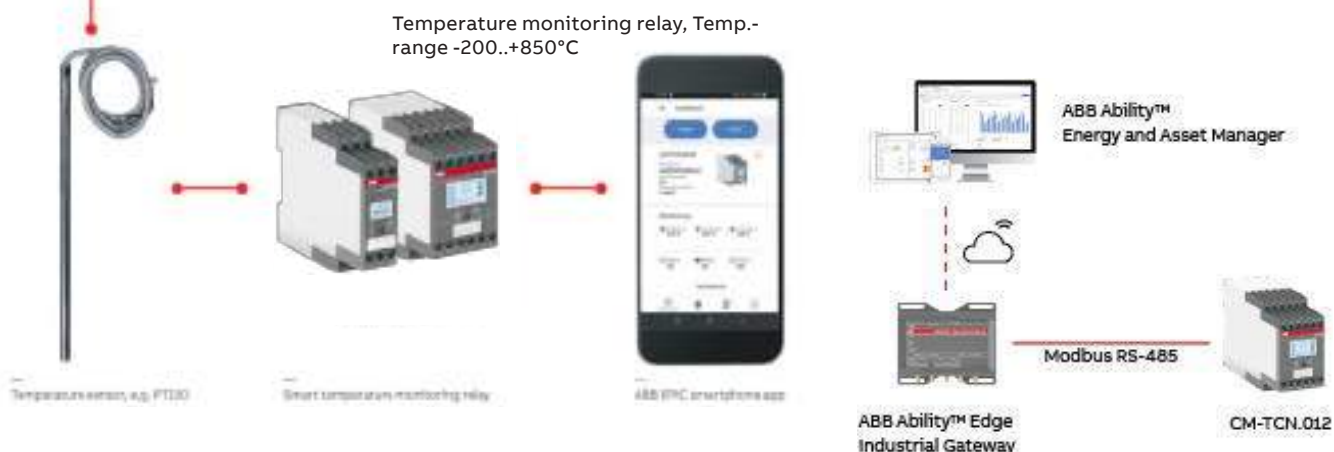 Temperature monitoring relay, Temp.-
range -200..+850°C
ABB Ability™
Energy and Asset Manager
Temperature sensor, e.g. PT100
Smart temperature monitoring relay
ABB EPiC smartphone app
Modbus RS-485
ABB Ability™ Edge
Industrial Gateway
CM-TCN.012